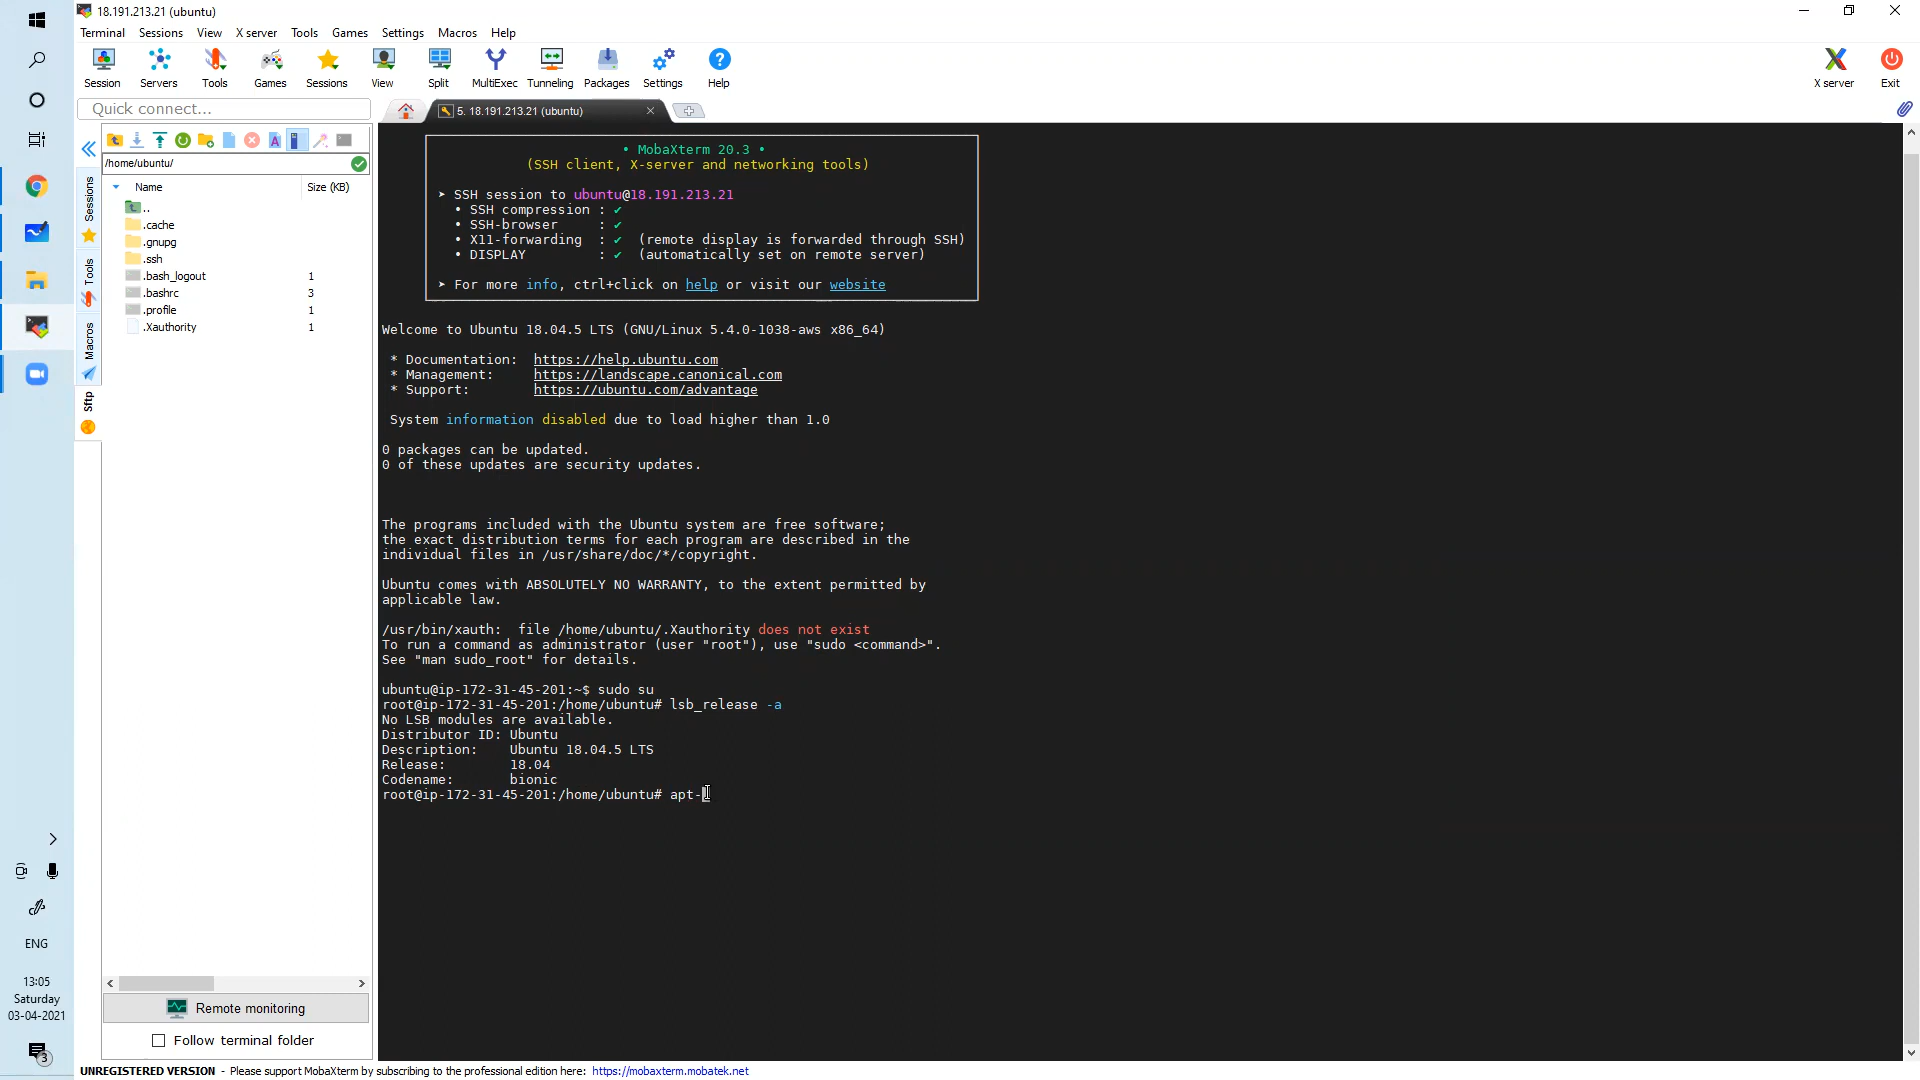 18.191.213.21 (ubuntu)
Terminal Sessions View X server Tools Games Settings Macros Help
Session Servers Tools Games Sessions View Split MultiExec Tunneling Packages Settings Help X server Exit
Quick connect...
5. 18.191.213.21 (ubuntu)
/home/ubuntu/
Name Size (KB)
..
.cache
.gnupg
.ssh
.bash_logout 1
.bashrc 3
.profile 1
.Xauthority 1
Sessions
Tools
Macros
Sftp
• MobaXterm 20.3 •
(SSH client, X-server and networking tools)
➤ SSH session to ubuntu@18.191.213.21
• SSH compression : ✔
• SSH-browser : ✔
• X11-forwarding : ✔ (remote display is forwarded through SSH)
• DISPLAY : ✔ (automatically set on remote server)
➤ For more info, ctrl+click on help or visit our website
Welcome to Ubuntu 18.04.5 LTS (GNU/Linux 5.4.0-1038-aws x86_64)
* Documentation: https://help.ubuntu.com
* Management: https://landscape.canonical.com
* Support: https://ubuntu.com/advantage
System information disabled due to load higher than 1.0
0 packages can be updated.
0 of these updates are security updates.
The programs included with the Ubuntu system are free software;
the exact distribution terms for each program are described in the
individual files in /usr/share/doc/*/copyright.
Ubuntu comes with ABSOLUTELY NO WARRANTY, to the extent permitted by
applicable law.
/usr/bin/xauth: file /home/ubuntu/.Xauthority does not exist
To run a command as administrator (user "root"), use "sudo <command>".
See "man sudo_root" for details.
ubuntu@ip-172-31-45-201:~$ sudo su
root@ip-172-31-45-201:/home/ubuntu# lsb_release -a
No LSB modules are available.
Distributor ID: Ubuntu
Description: Ubuntu 18.04.5 LTS
Release: 18.04
Codename: bionic
root@ip-172-31-45-201:/home/ubuntu# apt-
Remote monitoring
Follow terminal folder
ENG
13:05
Saturday
03-04-2021
3
UNREGISTERED VERSION - Please support MobaXterm by subscribing to the professional edition here: https://mobaxterm.mobatek.net